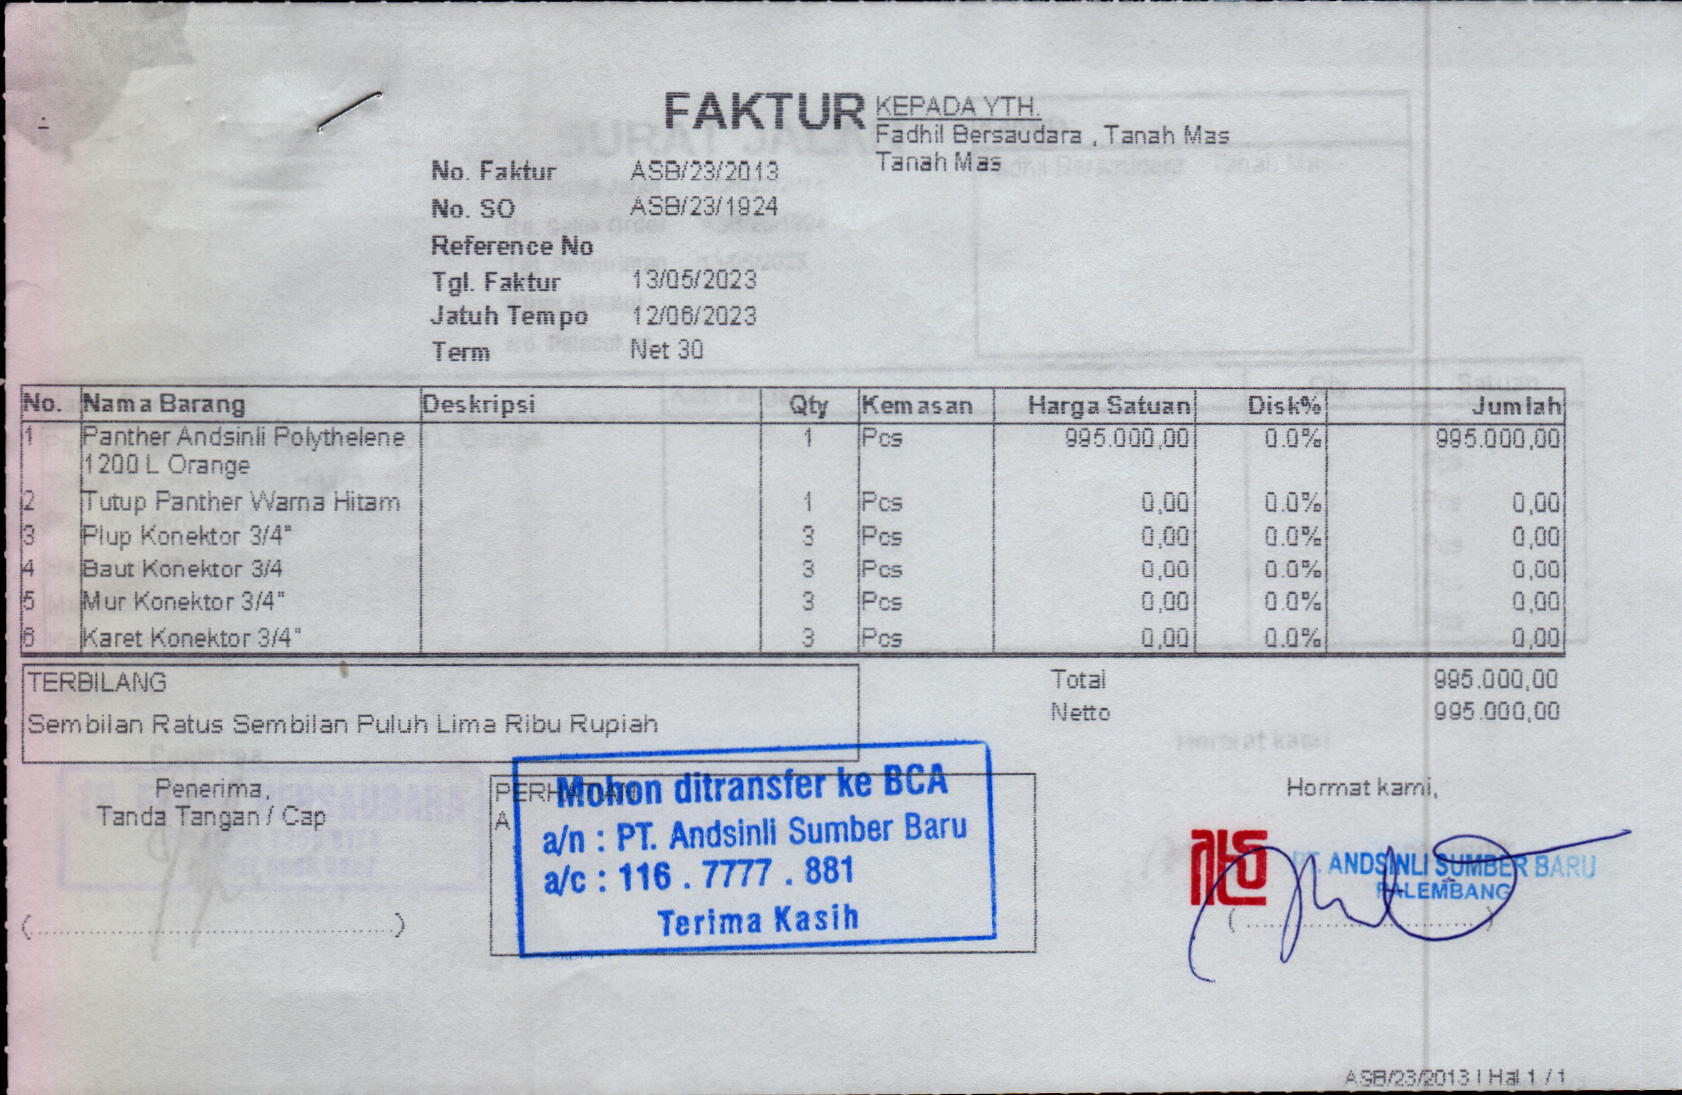 FAKTUR
KEPADA YTH.
Fadhil Bersaudara , Tanah Mas
Tanah Mas
No. Faktur ASB/23/2013
No. SO ASB/23/1924
Reference No
Tgl. Faktur 13/05/2023
Jatuh Tempo 12/06/2023
Term Net 30
No. Nama Barang Deskripsi Qty Kemasan Harga Satuan Disk% Jumlah
1 Panther Andsinli Polythelene 1 Pcs 995.000,00 0.0% 995.000,00
1200 L Orange
2 Tutup Panther Warna Hitam 1 Pcs 0,00 0.0% 0,00
3 Plup Konektor 3/4" 3 Pcs 0,00 0.0% 0,00
4 Baut Konektor 3/4 3 Pcs 0,00 0.0% 0,00
5 Mur Konektor 3/4" 3 Pcs 0,00 0.0% 0,00
6 Karet Konektor 3/4" 3 Pcs 0,00 0.0% 0,00
TERBILANG
Sembilan Ratus Sembilan Puluh Lima Ribu Rupiah
Total 995.000,00
Netto 995.000,00
Penerima,
Tanda Tangan / Cap
(..........................................................)
A
Mohon ditransfer ke BCA
a/n : PT. Andsinli Sumber Baru
a/c : 116 . 7777 . 881
Terima Kasih
Hormat kami,
PT. ANDSINLI SUMBER BARU
PALEMBANG
(......................................)
ASB/23/2013 | Hal 1 / 1